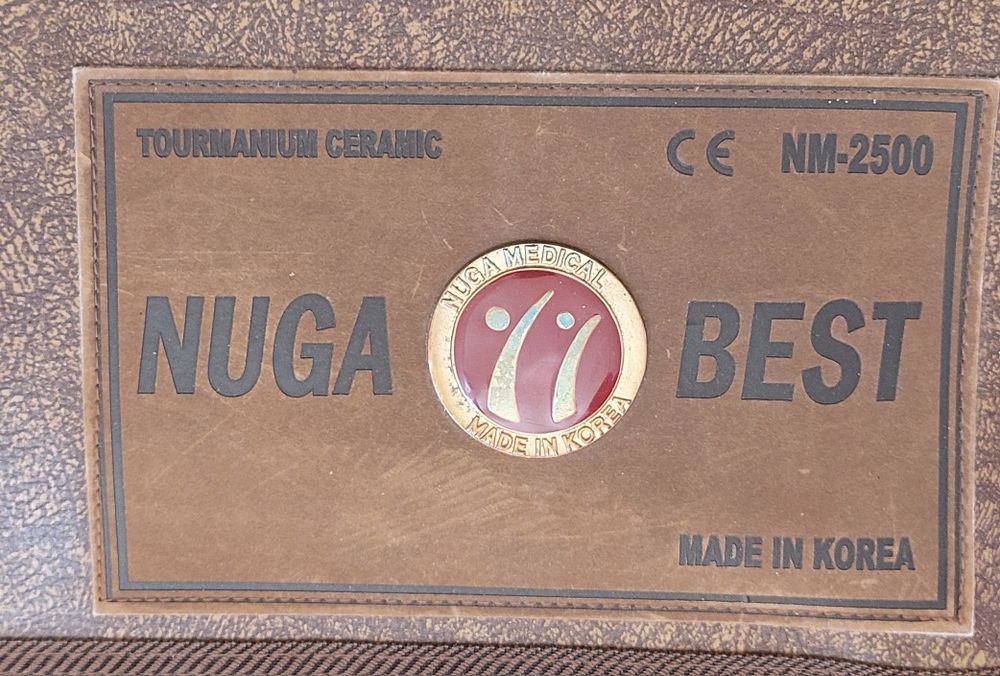 TOURMANIUM CERAMIC
CE NM-2500
NUGA BEST
NUGA MEDICAL
MADE IN KOREA
MADE IN KOREA